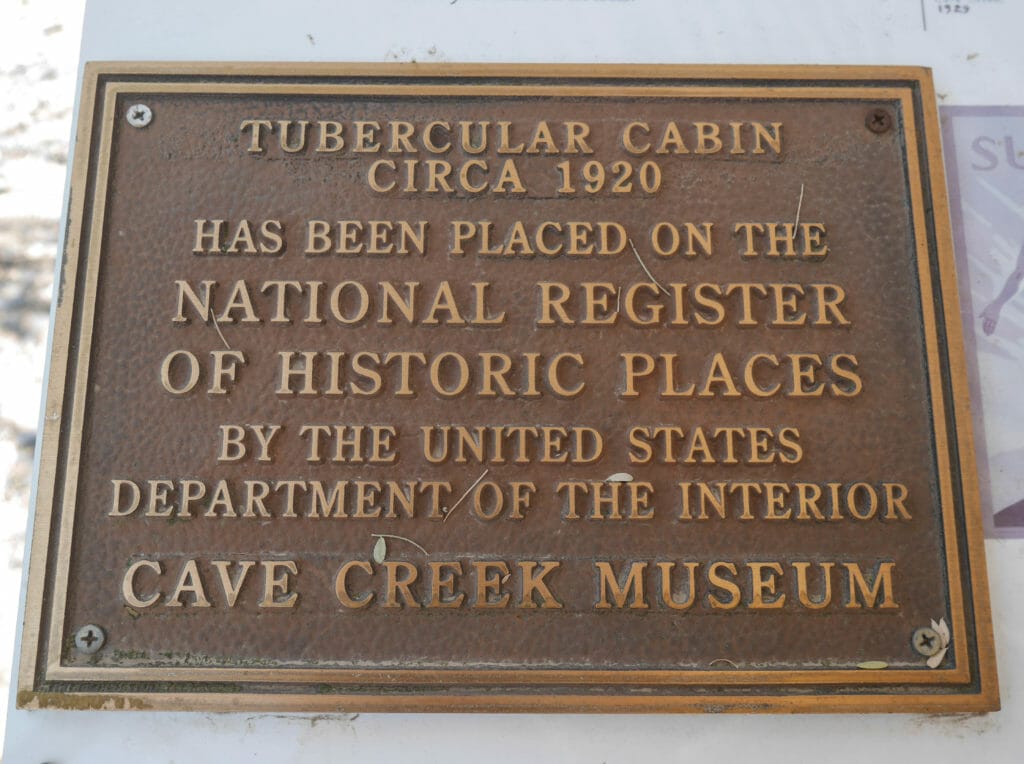 1929
TUBERCULAR CABIN
CIRCA 1920
HAS BEEN PLACED ON THE
NATIONAL REGISTER
OF HISTORIC PLACES
BY THE UNITED STATES
DEPARTMENT OF THE INTERIOR
CAVE CREEK MUSEUM